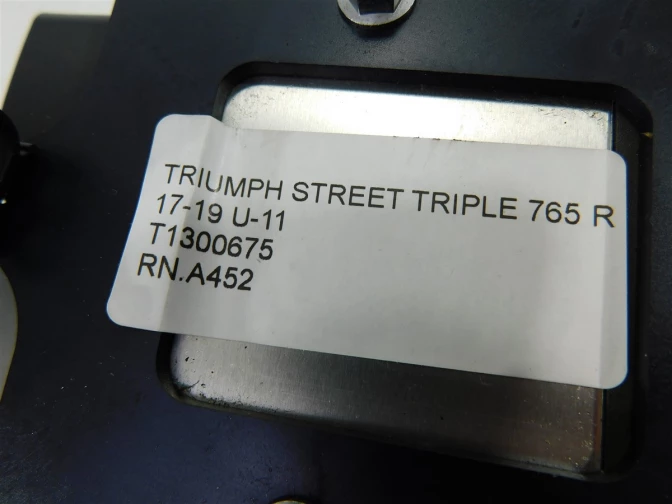 TRIUMPH STREET TRIPLE 765 R
17-19 U-11
T1300675
RN.A452